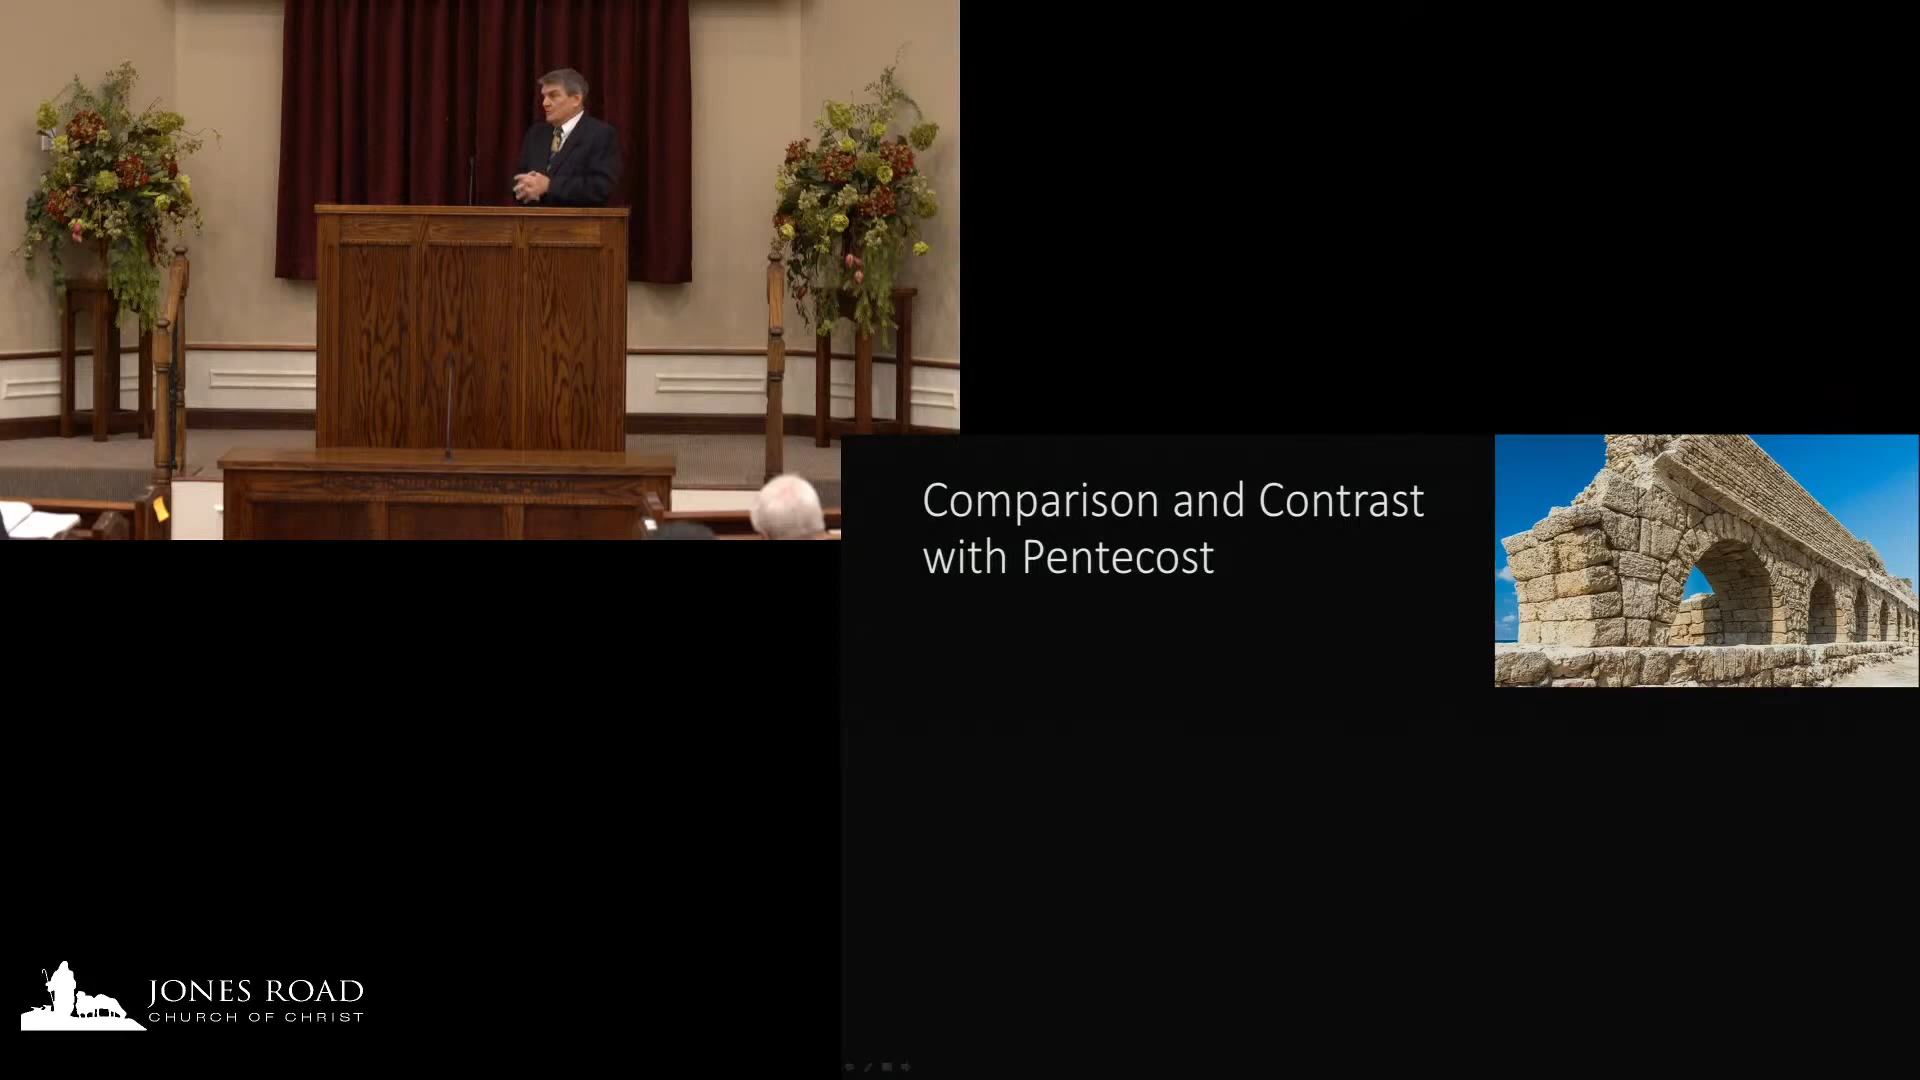 Comparison and Contrast
with Pentecost
JONES ROAD
CHURCH OF CHRIST